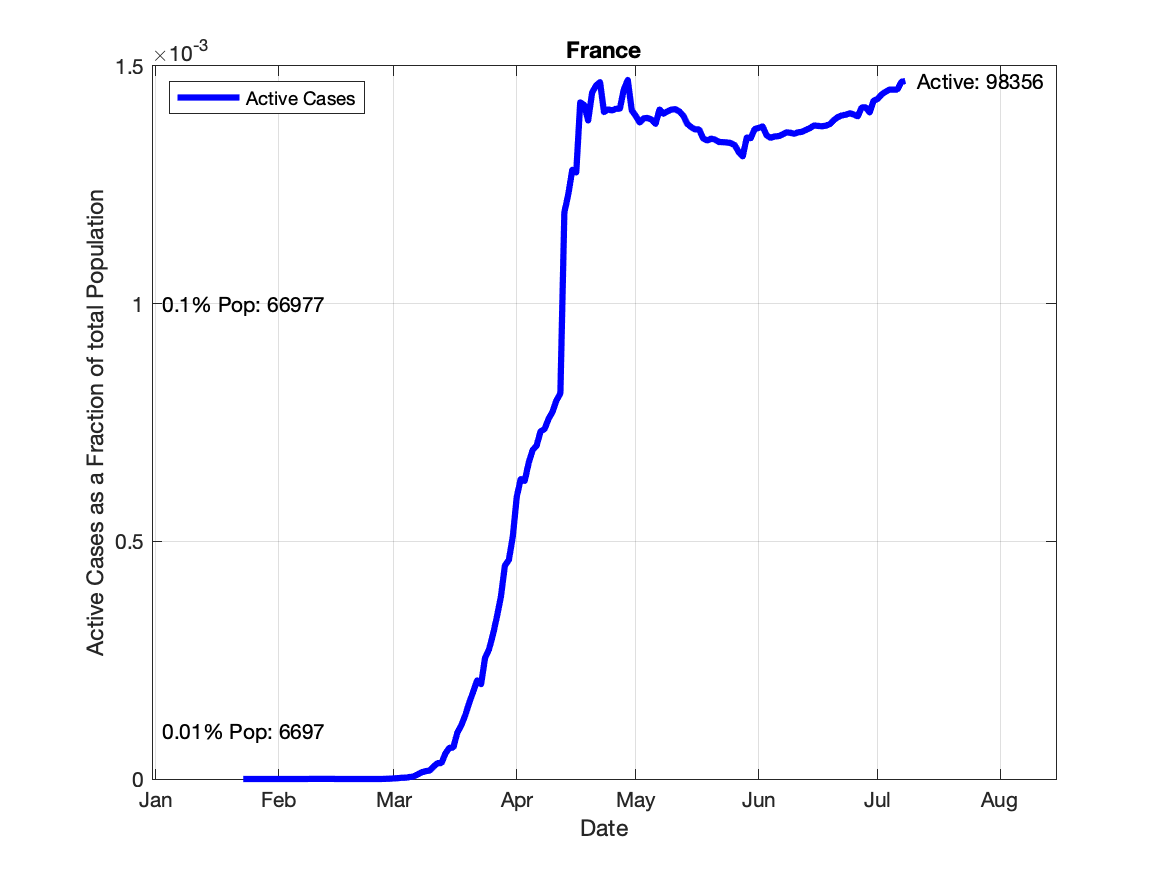 France
×10-3
1.5
Active Cases
Active: 98356
1
0.1% Pop: 66977
0.5
0.01% Pop: 6697
0
Active Cases as a Fraction of total Population
Jan Feb Mar Apr May Jun Jul Aug
Date